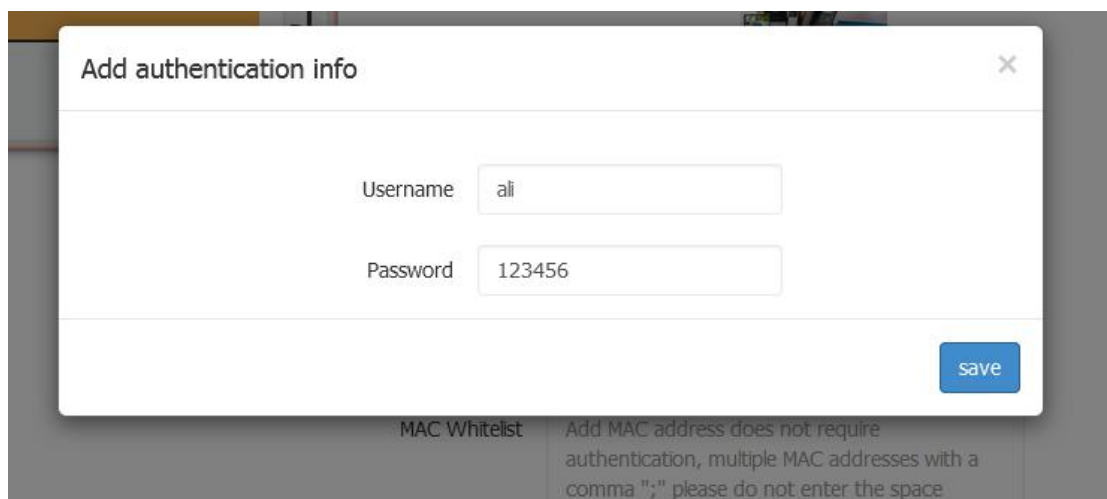 Add authentication info
×
Username
ali
Password
123456
save
MAC Whitelist
Add MAC address does not require
authentication, multiple MAC addresses with a
comma ";" please do not enter the space